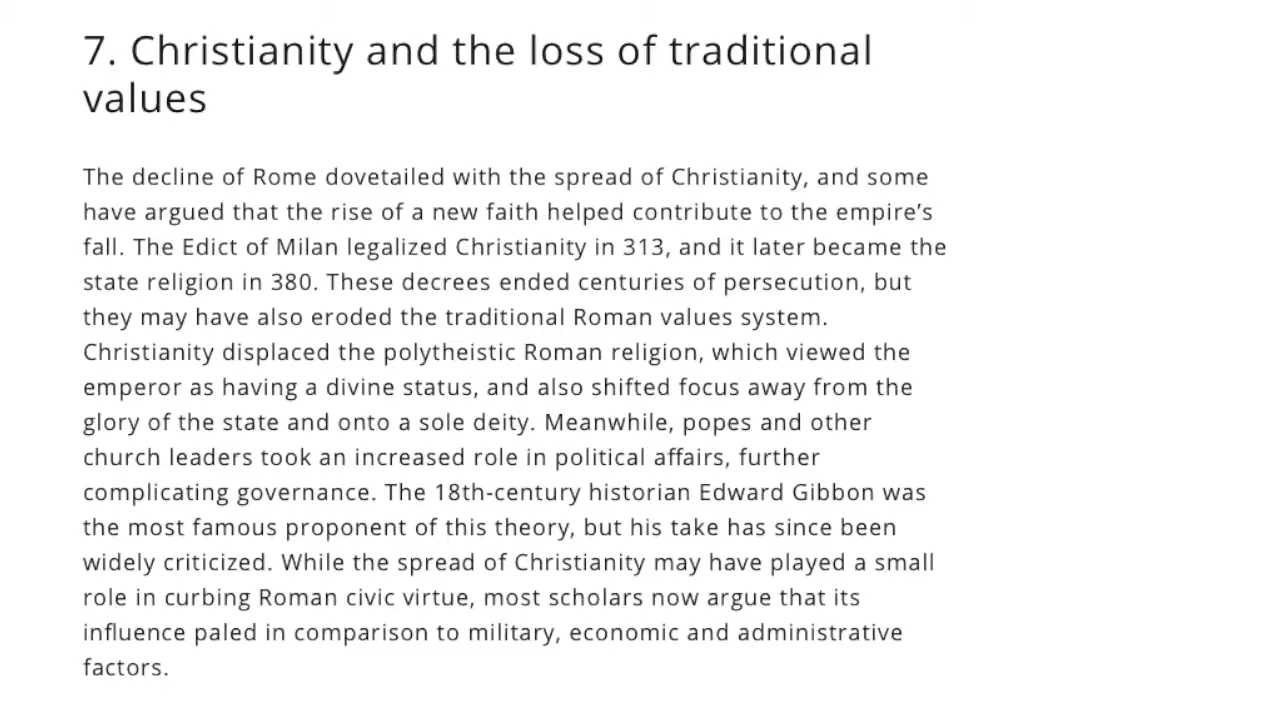 7. Christianity and the loss of traditional
values
The decline of Rome dovetailed with the spread of Christianity, and some
have argued that the rise of a new faith helped contribute to the empire’s
fall. The Edict of Milan legalized Christianity in 313, and it later became the
state religion in 380. These decrees ended centuries of persecution, but
they may have also eroded the traditional Roman values system.
Christianity displaced the polytheistic Roman religion, which viewed the
emperor as having a divine status, and also shifted focus away from the
glory of the state and onto a sole deity. Meanwhile, popes and other
church leaders took an increased role in political affairs, further
complicating governance. The 18th-century historian Edward Gibbon was
the most famous proponent of this theory, but his take has since been
widely criticized. While the spread of Christianity may have played a small
role in curbing Roman civic virtue, most scholars now argue that its
influence paled in comparison to military, economic and administrative
factors.